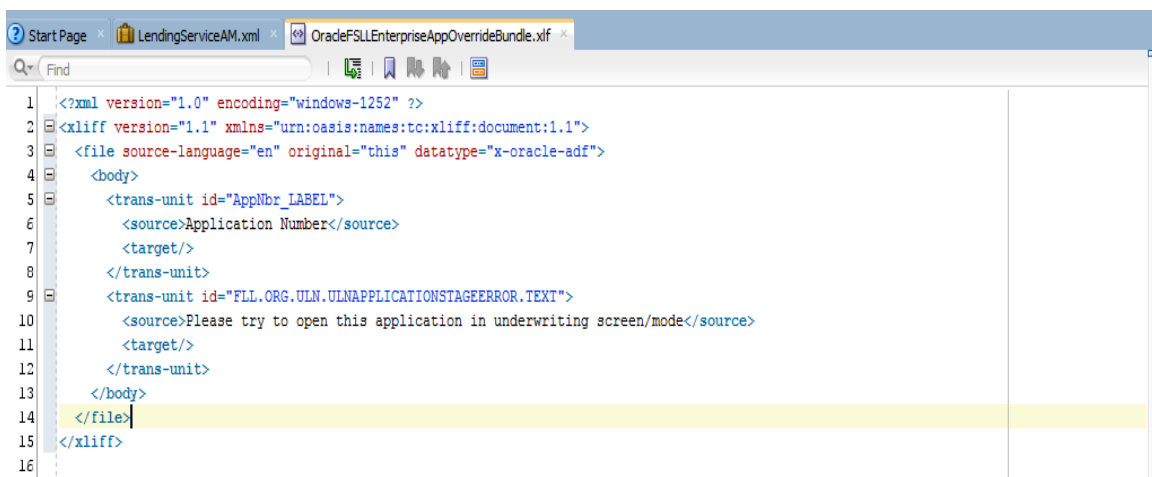 Start Page LendingServiceAM.xml OracleFSLLEnterpriseAppOverrideBundle.xlf
Find
1 <?xml version="1.0" encoding="windows-1252" ?>
2 <xliff version="1.1" xmlns="urn:oasis:names:tc:xliff:document:1.1">
3 <file source-language="en" original="this" datatype="x-oracle-adf">
4 <body>
5 <trans-unit id="AppNbr_LABEL">
6 <source>Application Number</source>
7 <target/>
8 </trans-unit>
9 <trans-unit id="FLL.ORG.ULN.ULNAPPLICATIONSTAGEERROR.TEXT">
10 <source>Please try to open this application in underwriting screen/mode</source>
11 <target/>
12 </trans-unit>
13 </body>
14 </file>
15 </xliff>
16